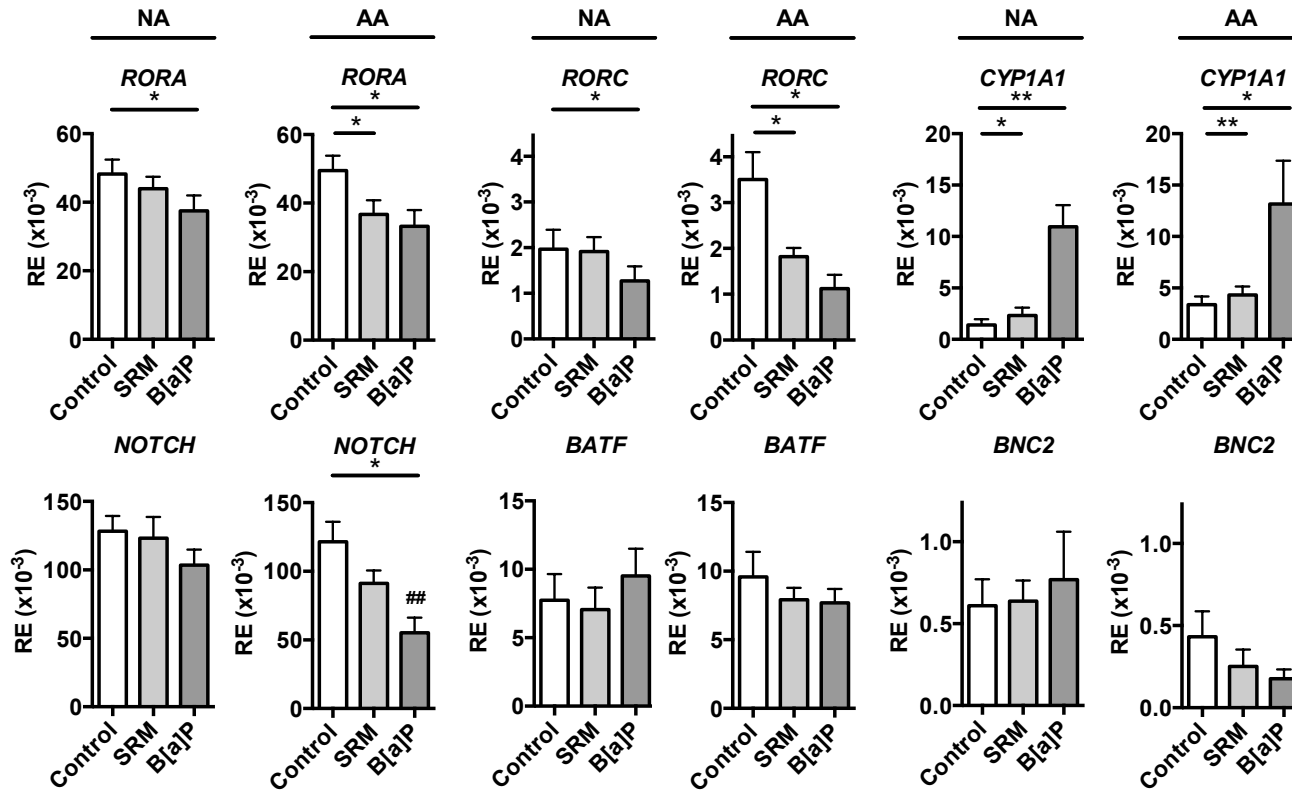 NA AA NA AA NA AA
RORA RORA RORC RORC CYP1A1 CYP1A1
* * * * ** *
* * * **
RE (x10⁻³) 60 40 20 0 Control SRM B[a]P
RE (x10⁻³) 60 40 20 0 Control SRM B[a]P
RE (x10⁻³) 4 3 2 1 0 Control SRM B[a]P
RE (x10⁻³) 4 3 2 1 0 Control SRM B[a]P
RE (x10⁻³) 20 15 10 5 0 Control SRM B[a]P
RE (x10⁻³) 20 15 10 5 0 Control SRM B[a]P
NOTCH NOTCH BATF BATF BNC2 BNC2
*
RE (x10⁻³) 150 100 50 0 Control SRM B[a]P
RE (x10⁻³) 150 100 50 0 ## Control SRM B[a]P
RE (x10⁻³) 15 10 5 0 Control SRM B[a]P
RE (x10⁻³) 15 10 5 0 Control SRM B[a]P
RE (x10⁻³) 1.0 0.5 0.0 Control SRM B[a]P
RE (x10⁻³) 1.0 0.5 0.0 Control SRM B[a]P